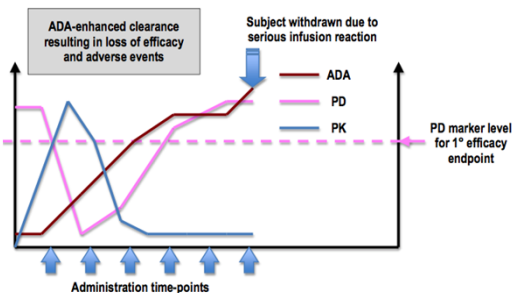 ADA-enhanced clearance
resulting in loss of efficacy
and adverse events
Subject withdrawn due to
serious infusion reaction
ADA
PD
PK
PD marker level
for 1° efficacy
endpoint
Administration time-points